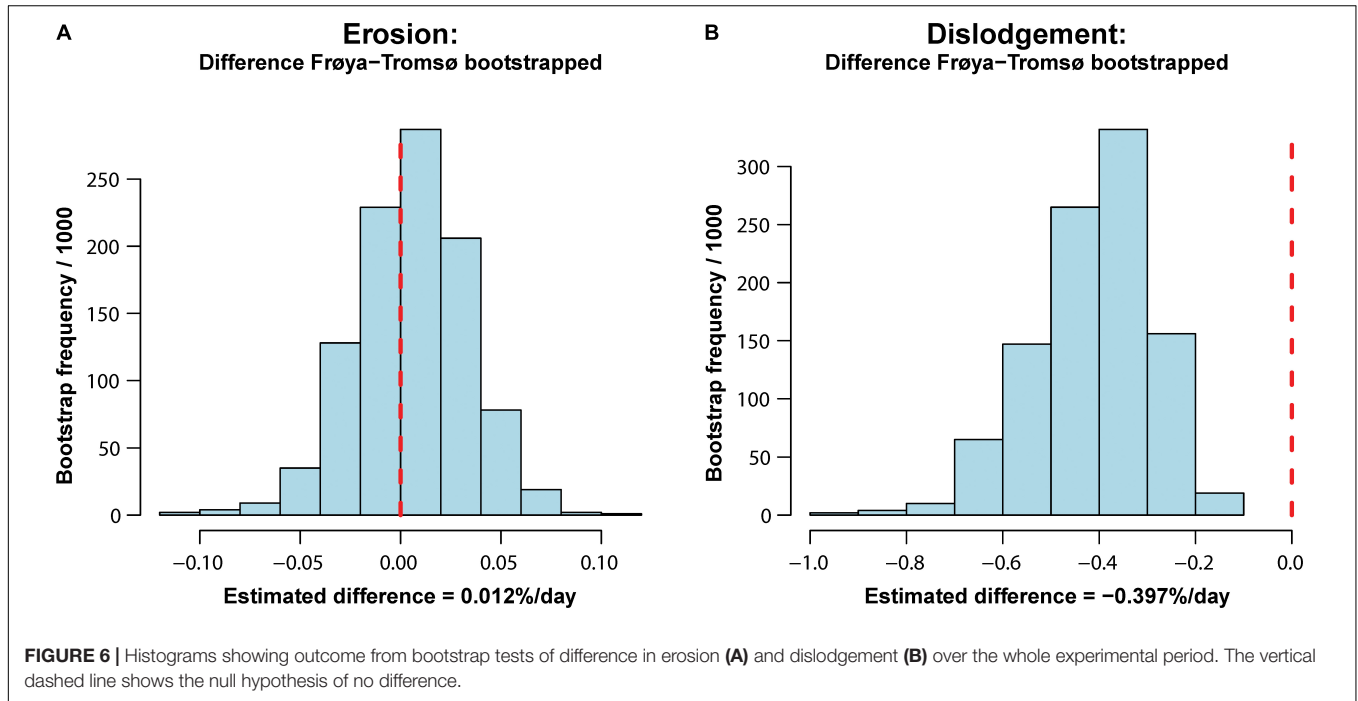 A
Erosion:
Difference Frøya−Tromsø bootstrapped
Bootstrap frequency / 1000
250
200
150
100
50
0
−0.10 −0.05 0.00 0.05 0.10
Estimated difference = 0.012%/day
B
Dislodgement:
Difference Frøya−Tromsø bootstrapped
Bootstrap frequency / 1000
300
250
200
150
100
50
0
−1.0 −0.8 −0.6 −0.4 −0.2 0.0
Estimated difference = −0.397%/day
FIGURE 6 | Histograms showing outcome from bootstrap tests of difference in erosion (A) and dislodgement (B) over the whole experimental period. The vertical
dashed line shows the null hypothesis of no difference.